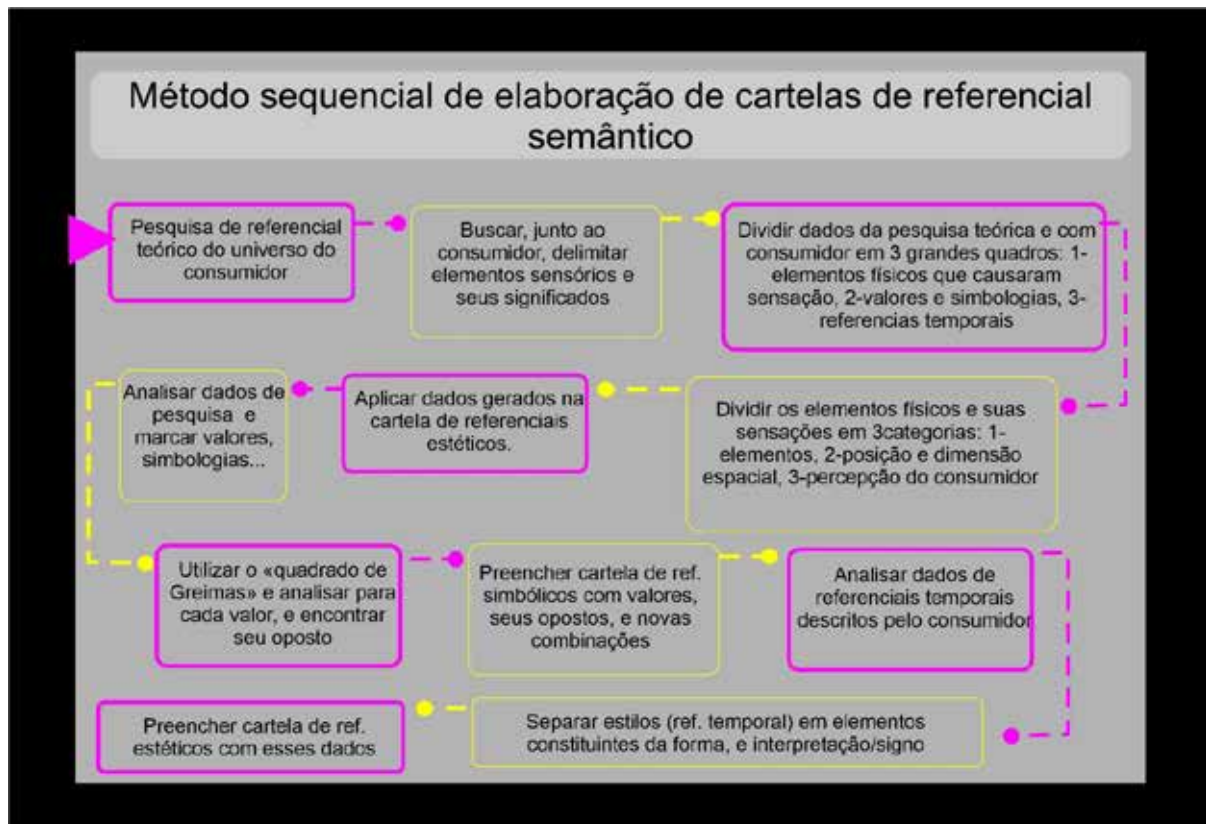 Método sequencial de elaboração de cartelas de referencial
semântico
Pesquisa de referencial
teórico do universo do
consumidor
Buscar, junto ao
consumidor, delimitar
elementos sensórios e
seus significados
Dividir dados da pesquisa teórica e com
consumidor em 3 grandes quadros: 1-
elementos físicos que causaram
sensação, 2-valores e simbologias, 3-
referencias temporais
Dividir os elementos físicos e suas
sensações em 3categorias: 1-
elementos, 2-posição e dimensão
espacial, 3-percepção do consumidor
Aplicar dados gerados na
cartela de referenciais
estéticos.
Analisar dados de
pesquisa e
marcar valores,
simbologias...
Utilizar o «quadrado de
Greimas» e analisar para
cada valor, e encontrar
seu oposto
Preencher cartela de ref.
simbólicos com valores,
seus opostos, e novas
combinações
Analisar dados de
referenciais temporais
descritos pelo consumidor
Separar estilos (ref. temporal) em elementos
constituintes da forma, e interpretação/signo
Preencher cartela de ref.
estéticos com esses dados